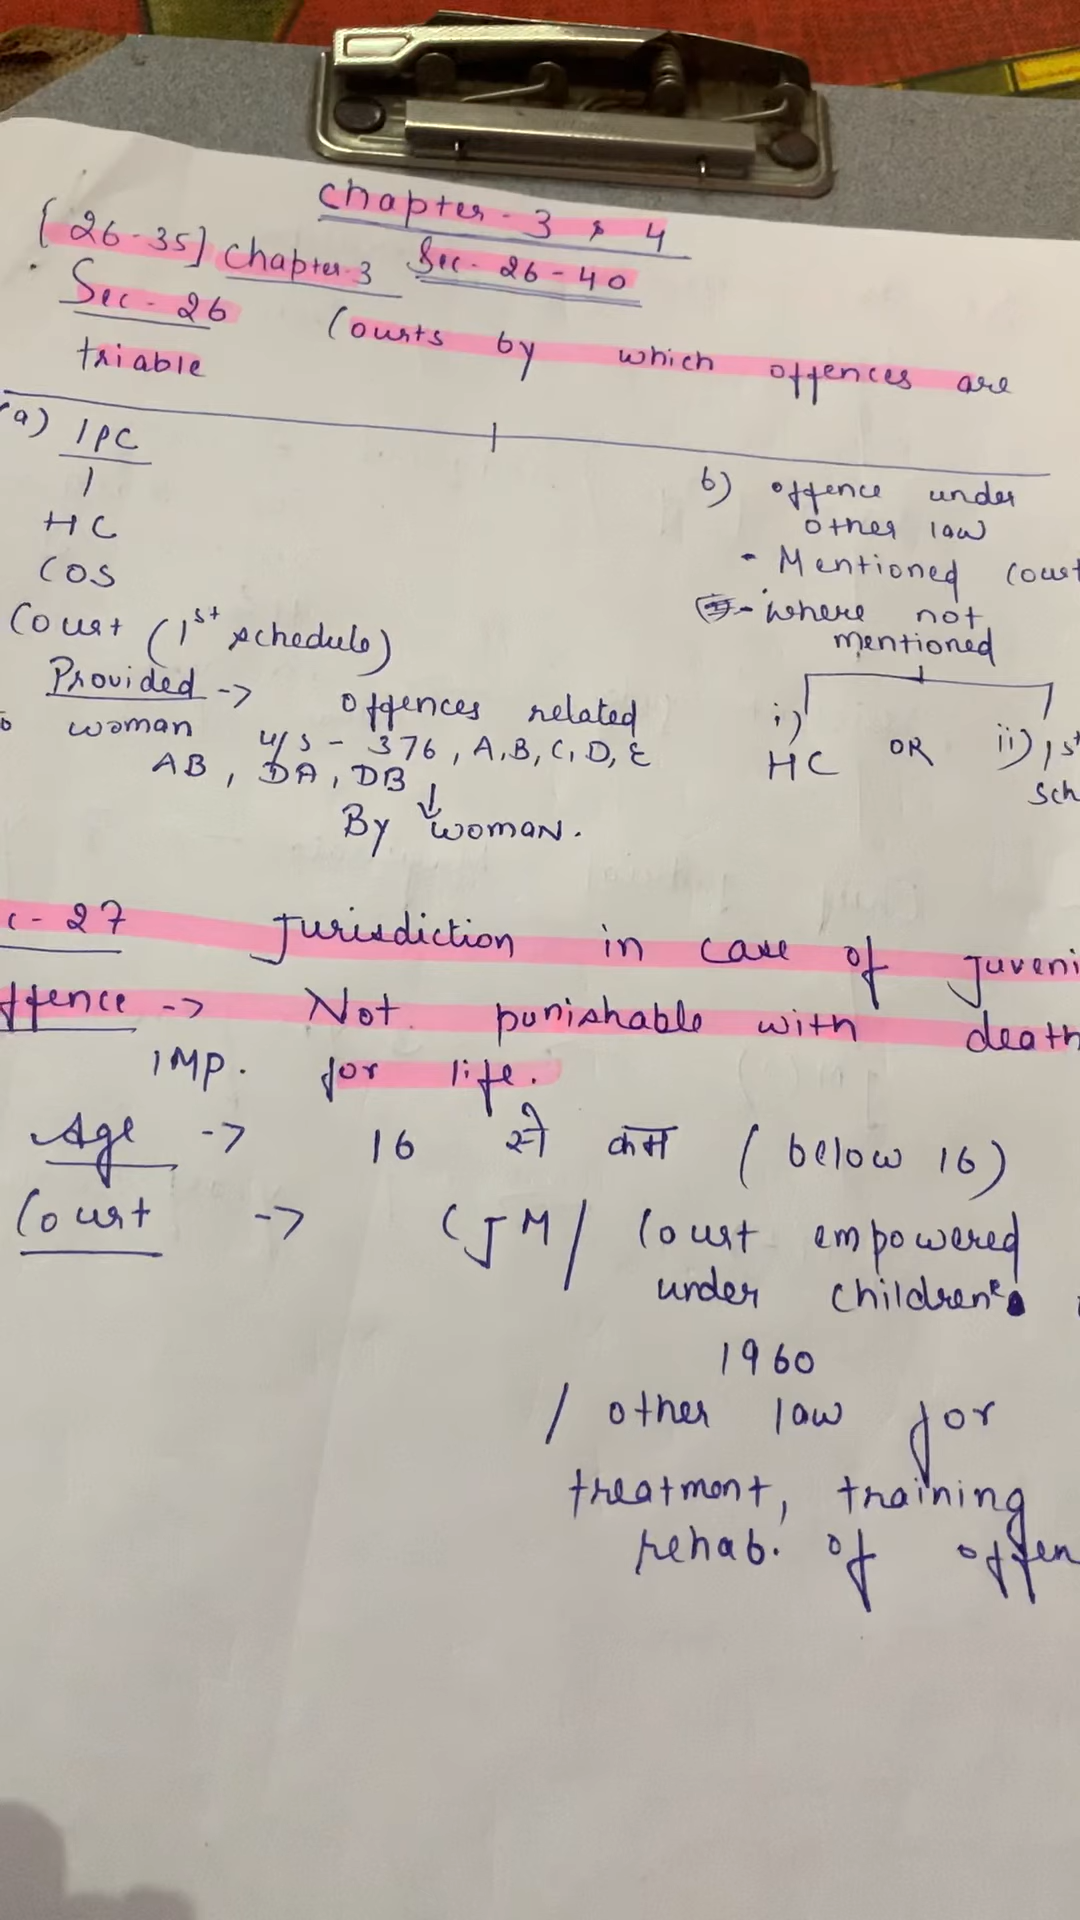 Chapter - 3 & 4
[26-35] Chapter-3 Sec - 26 - 40
Sec - 26 Courts by which offences are
triable
(a) IPC
HC
COS
Court (1st schedule)
Provided -> offences related
woman u/s - 376, A, B, C, D, E
AB, DA, DB
By woman.
b) offence under
other law
- Mentioned Court
- where not
mentioned
i) HC OR ii) 1st
Sch
c - 27 Jurisdiction in case of Juveni
ffence -> Not punishable with death
IMP. for life.
Age -> 16 से कम (below 16)
Court -> CJM / Court empowered
under children's
1960
/ other law for
treatment, training
rehab. of offen